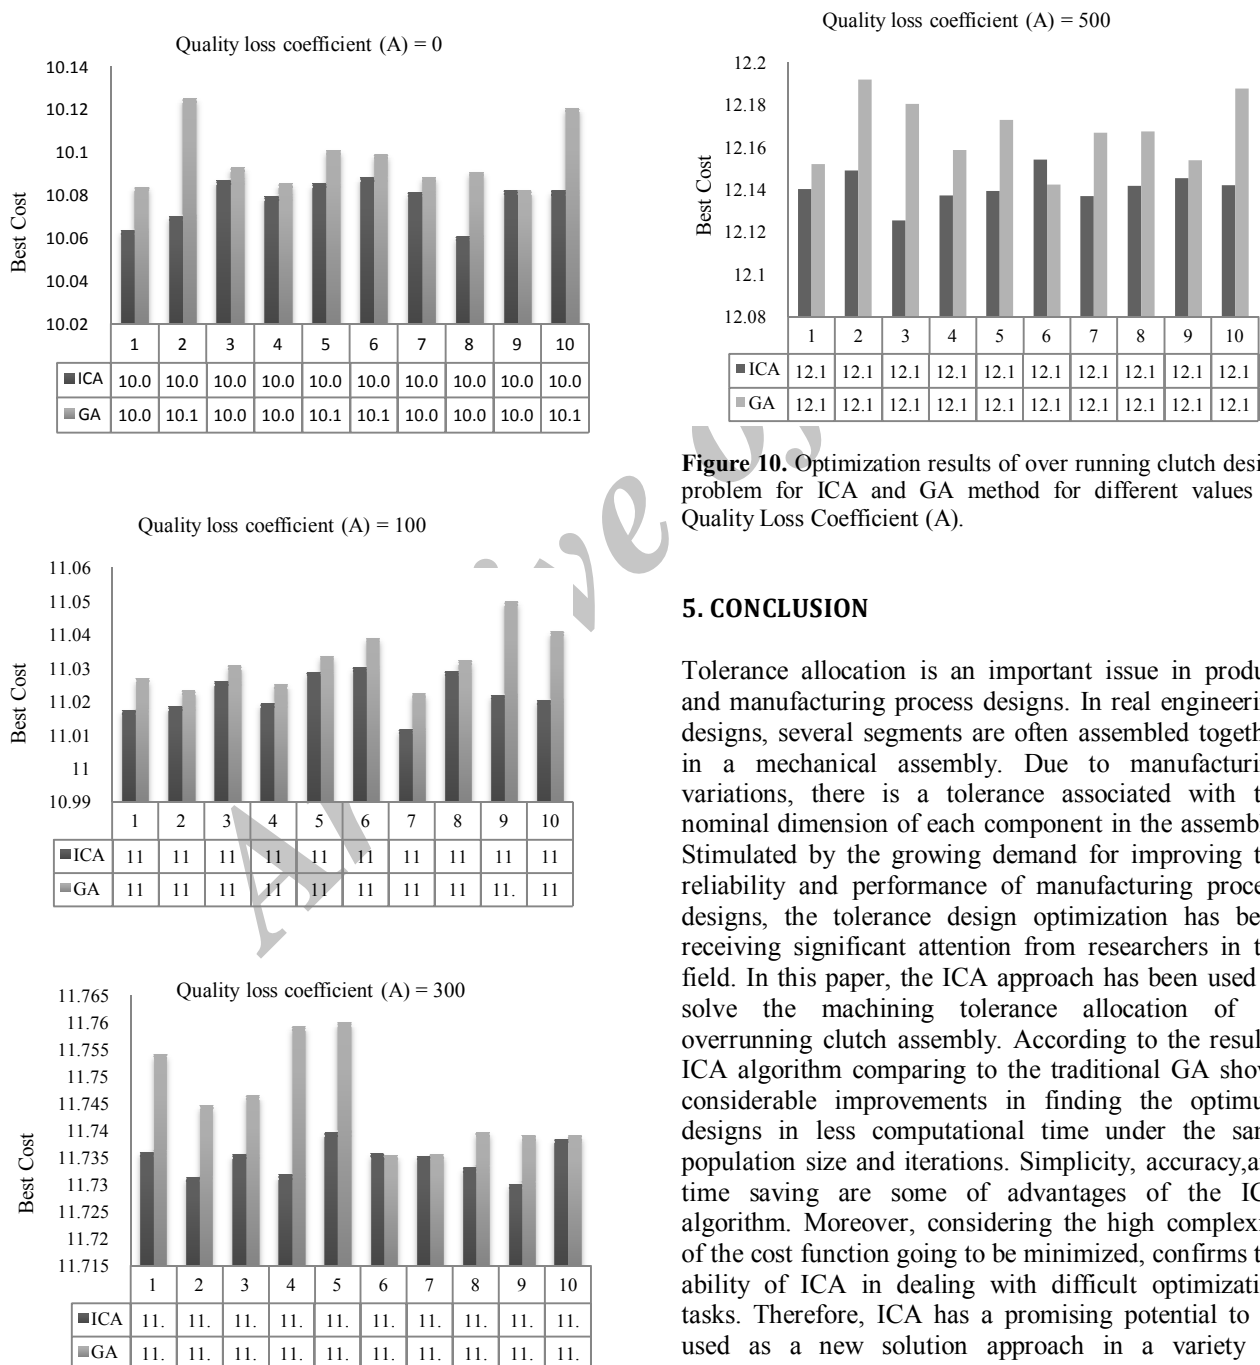 Quality loss coefficient (A) = 0
10.14
10.12
10.1
10.08
10.06
10.04
10.02
Best Cost
1 2 3 4 5 6 7 8 9 10
ICA 10.0 10.0 10.0 10.0 10.0 10.0 10.0 10.0 10.0 10.0
GA 10.0 10.1 10.0 10.0 10.1 10.1 10.0 10.0 10.0 10.1
Quality loss coefficient (A) = 100
11.06
11.05
11.04
11.03
11.02
11.01
11
10.99
Best Cost
1 2 3 4 5 6 7 8 9 10
ICA 11 11 11 11 11 11 11 11 11 11
GA 11 11 11 11 11 11 11 11 11. 11
Quality loss coefficient (A) = 300
11.765
11.76
11.755
11.75
11.745
11.74
11.735
11.73
11.725
11.72
11.715
Best Cost
1 2 3 4 5 6 7 8 9 10
ICA 11. 11. 11. 11. 11. 11. 11. 11. 11. 11.
GA 11. 11. 11. 11. 11. 11. 11. 11. 11. 11.
Quality loss coefficient (A) = 500
12.2
12.18
12.16
12.14
12.12
12.1
12.08
Best Cost
1 2 3 4 5 6 7 8 9 10
ICA 12.1 12.1 12.1 12.1 12.1 12.1 12.1 12.1 12.1 12.1
GA 12.1 12.1 12.1 12.1 12.1 12.1 12.1 12.1 12.1 12.1
Figure 10. Optimization results of over running clutch desi
problem for ICA and GA method for different values
Quality Loss Coefficient (A).
5. CONCLUSION
Tolerance allocation is an important issue in produ
and manufacturing process designs. In real engineeri
designs, several segments are often assembled togeth
in a mechanical assembly. Due to manufacturi
variations, there is a tolerance associated with t
nominal dimension of each component in the assemb
Stimulated by the growing demand for improving t
reliability and performance of manufacturing proce
designs, the tolerance design optimization has be
receiving significant attention from researchers in t
field. In this paper, the ICA approach has been used
solve the machining tolerance allocation of
overrunning clutch assembly. According to the result
ICA algorithm comparing to the traditional GA show
considerable improvements in finding the optimu
designs in less computational time under the sam
population size and iterations. Simplicity, accuracy,a
time saving are some of advantages of the IC
algorithm. Moreover, considering the high complexi
of the cost function going to be minimized, confirms t
ability of ICA in dealing with difficult optimizati
tasks. Therefore, ICA has a promising potential to
used as a new solution approach in a variety